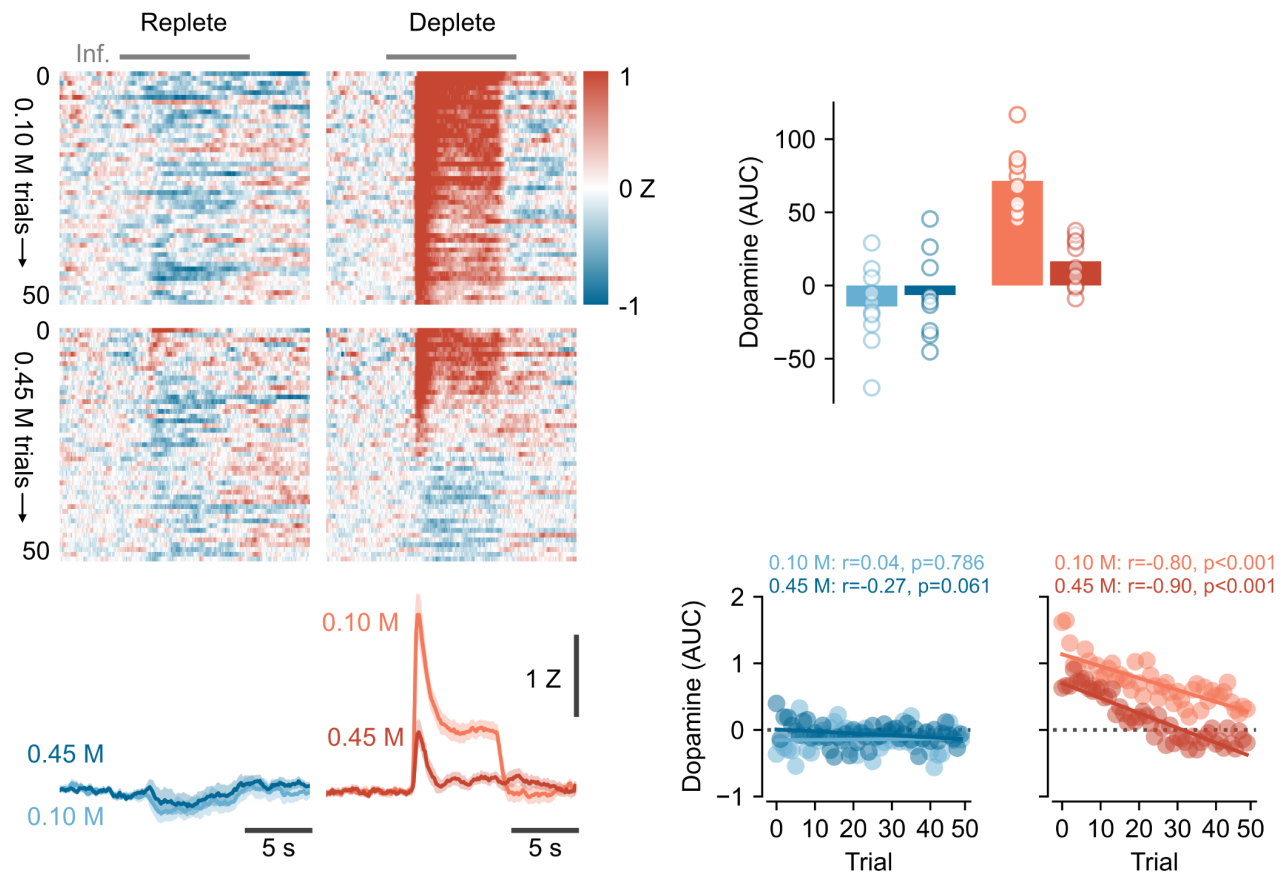 Replete
Deplete
Inf.
0
0.10 M trials→
50
1
0 Z
-1
0
0.45 M trials→
50
0.10 M
1 Z
0.45 M
0.45 M
0.10 M
5 s
5 s
Dopamine (AUC)
100
50
0
−50
0.10 M: r=0.04, p=0.786
0.45 M: r=-0.27, p=0.061
0.10 M: r=-0.80, p<0.001
0.45 M: r=-0.90, p<0.001
Dopamine (AUC)
2
1
0
−1
0 10 20 30 40 50
Trial
0 10 20 30 40 50
Trial